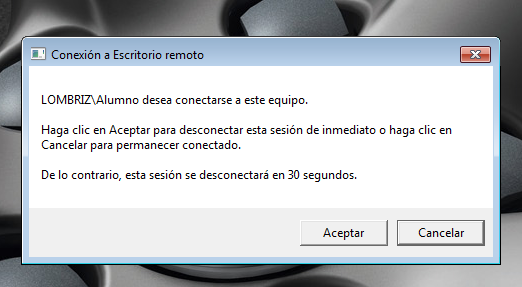 Conexión a Escritorio remoto
LOMBRIZ\Alumno desea conectarse a este equipo.
Haga clic en Aceptar para desconectar esta sesión de inmediato o haga clic en
Cancelar para permanecer conectado.
De lo contrario, esta sesión se desconectará en 30 segundos.
Aceptar
Cancelar